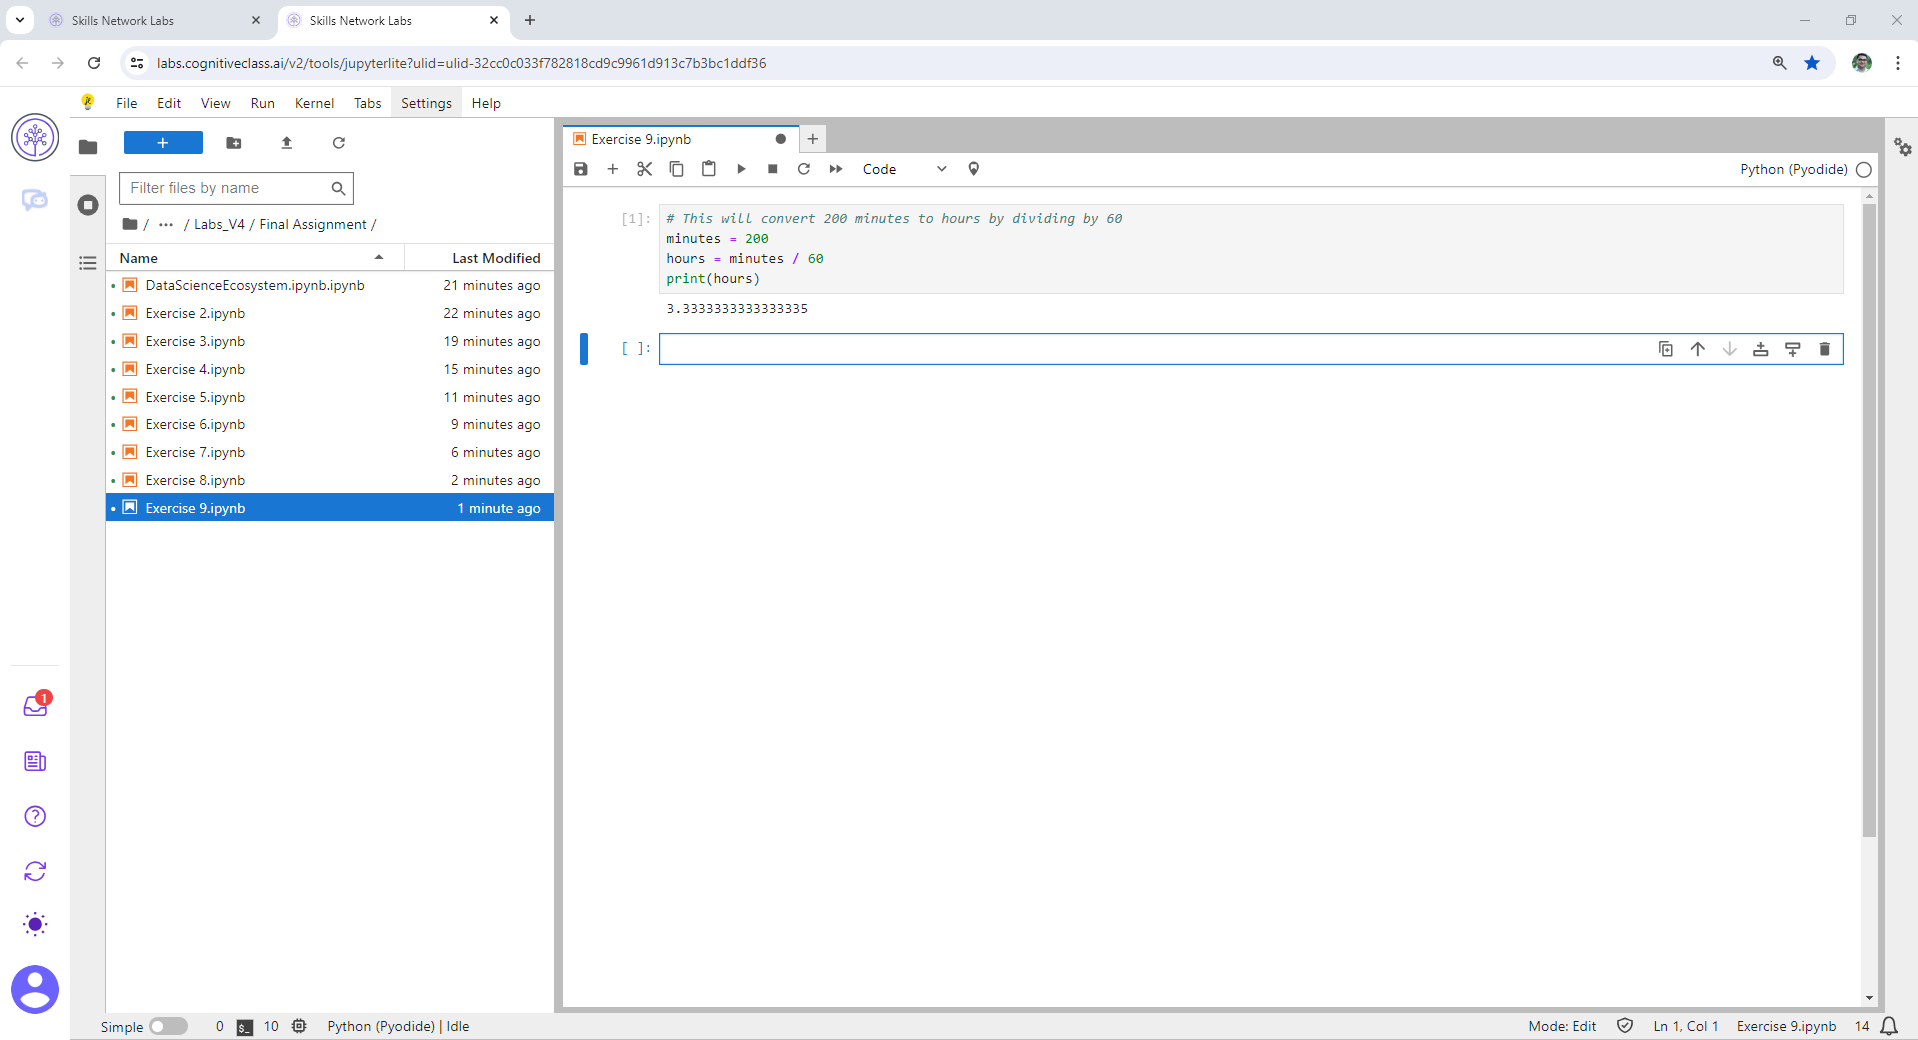 Skills Network Labs
Skills Network Labs
labs.cognitiveclass.ai/v2/tools/jupyterlite?ulid=ulid-32cc0c033f782818cd9c9961d913c7b3bc1ddf36
File Edit View Run Kernel Tabs Settings Help
Filter files by name
/ ··· / Labs_V4 / Final Assignment /
Name Last Modified
DataScienceEcosystem.ipynb.ipynb 21 minutes ago
Exercise 2.ipynb 22 minutes ago
Exercise 3.ipynb 19 minutes ago
Exercise 4.ipynb 15 minutes ago
Exercise 5.ipynb 11 minutes ago
Exercise 6.ipynb 9 minutes ago
Exercise 7.ipynb 6 minutes ago
Exercise 8.ipynb 2 minutes ago
Exercise 9.ipynb 1 minute ago
Exercise 9.ipynb
Code
Python (Pyodide)
[1]: # This will convert 200 minutes to hours by dividing by 60
minutes = 200
hours = minutes / 60
print(hours)
3.3333333333333335
[ ]:
1
Simple 0 $_ 10 Python (Pyodide) | Idle
Mode: Edit Ln 1, Col 1 Exercise 9.ipynb 14